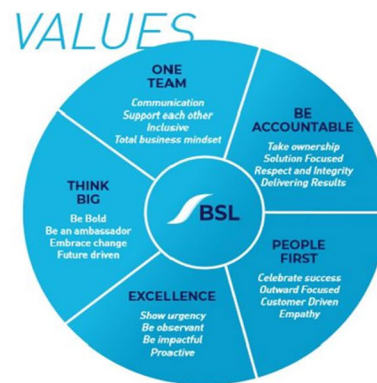 VALUES
ONE
TEAM
Communication
Support each other
Inclusive
Total business mindset
BE
ACCOUNTABLE
Take ownership
Solution Focused
Respect and Integrity
Delivering Results
PEOPLE
FIRST
Celebrate success
Outward Focused
Customer Driven
Empathy
EXCELLENCE
Show urgency
Be observant
Be impactful
Proactive
THINK
BIG
Be Bold
Be an ambassador
Embrace change
Future driven
BSL